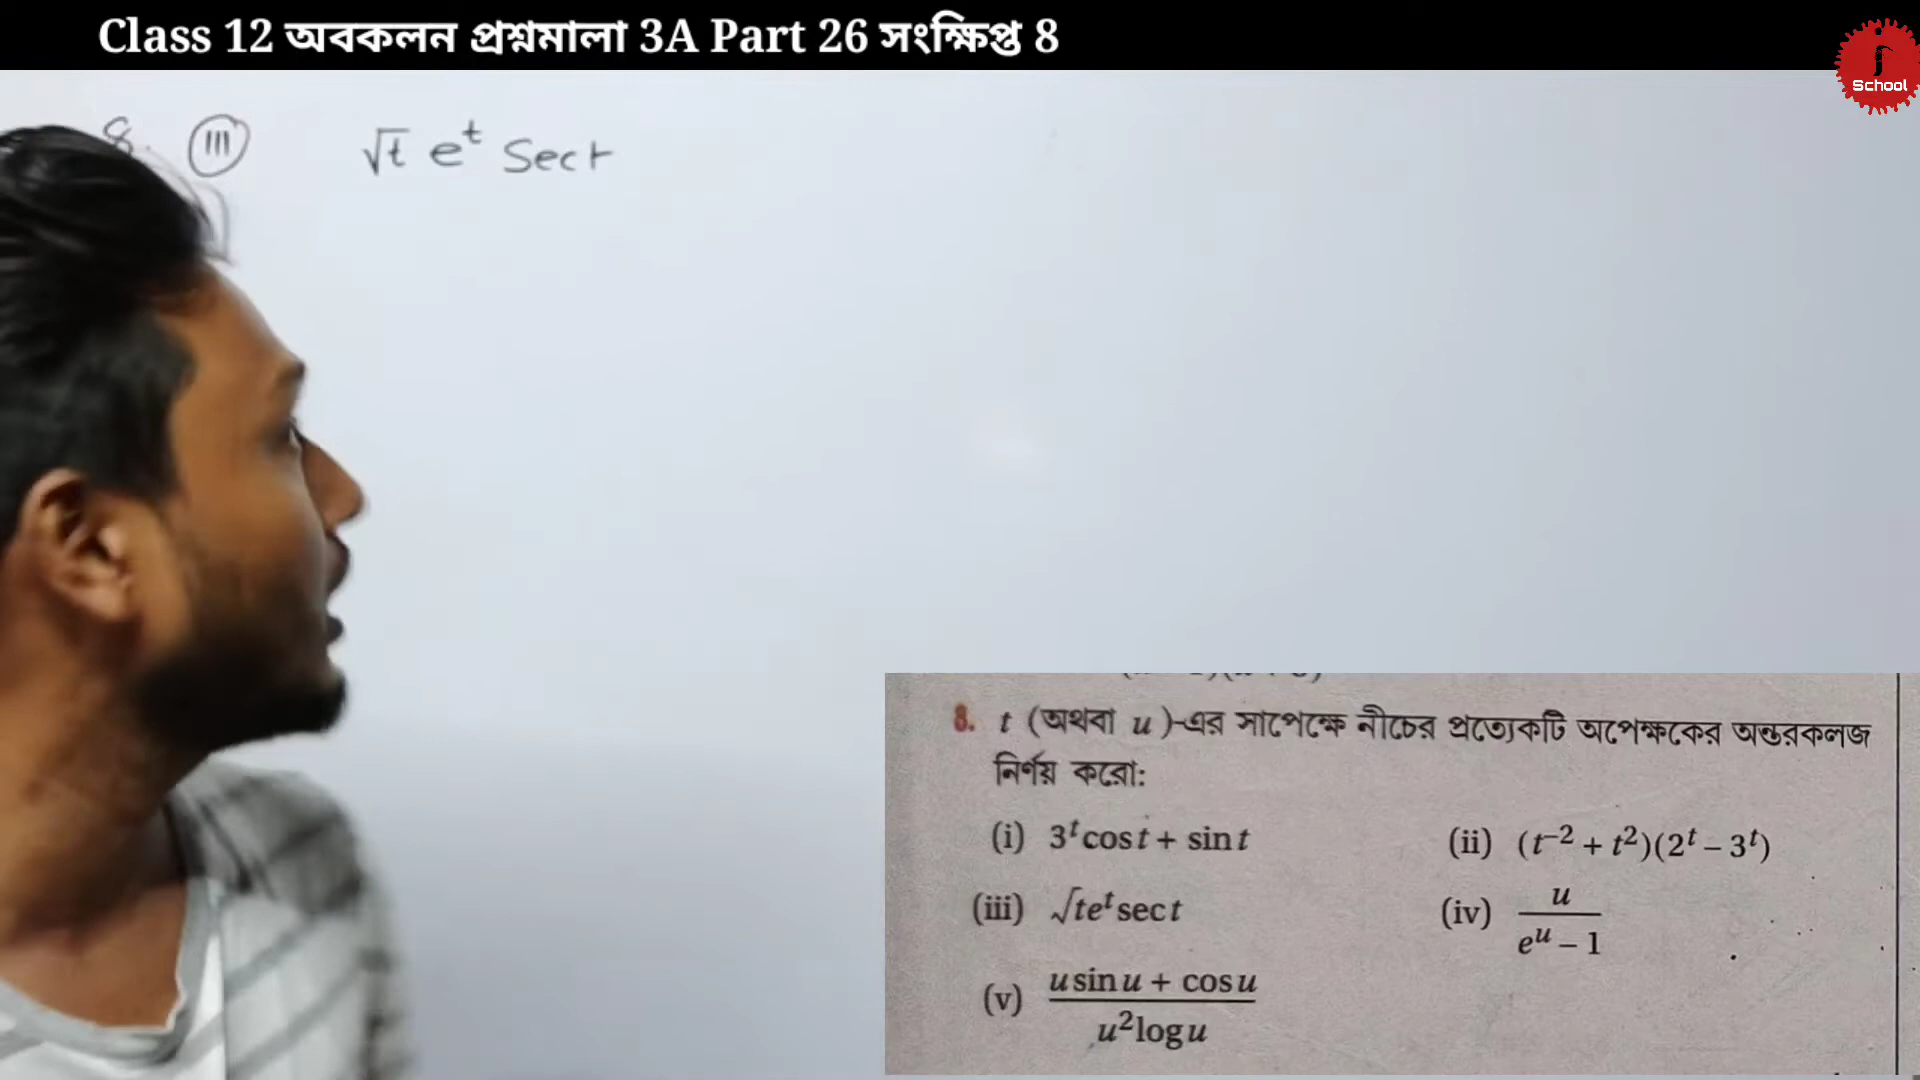 Class 12 অবকলন প্রশ্নমালা 3A Part 26 সংক্ষিপ্ত 8
School
8. (III) √t e^t Sect
8. t (অথবা u)-এর সাপেক্ষে নীচের প্রত্যেকটি অপেক্ষকের অন্তরকলজ
নির্ণয় করো:
(i) 3^t cos t + sin t (ii) (t^-2 + t^2)(2^t – 3^t)
(iii) √te^t sec t (iv) u / (e^u – 1)
(v) (u sin u + cos u) / (u^2 log u)